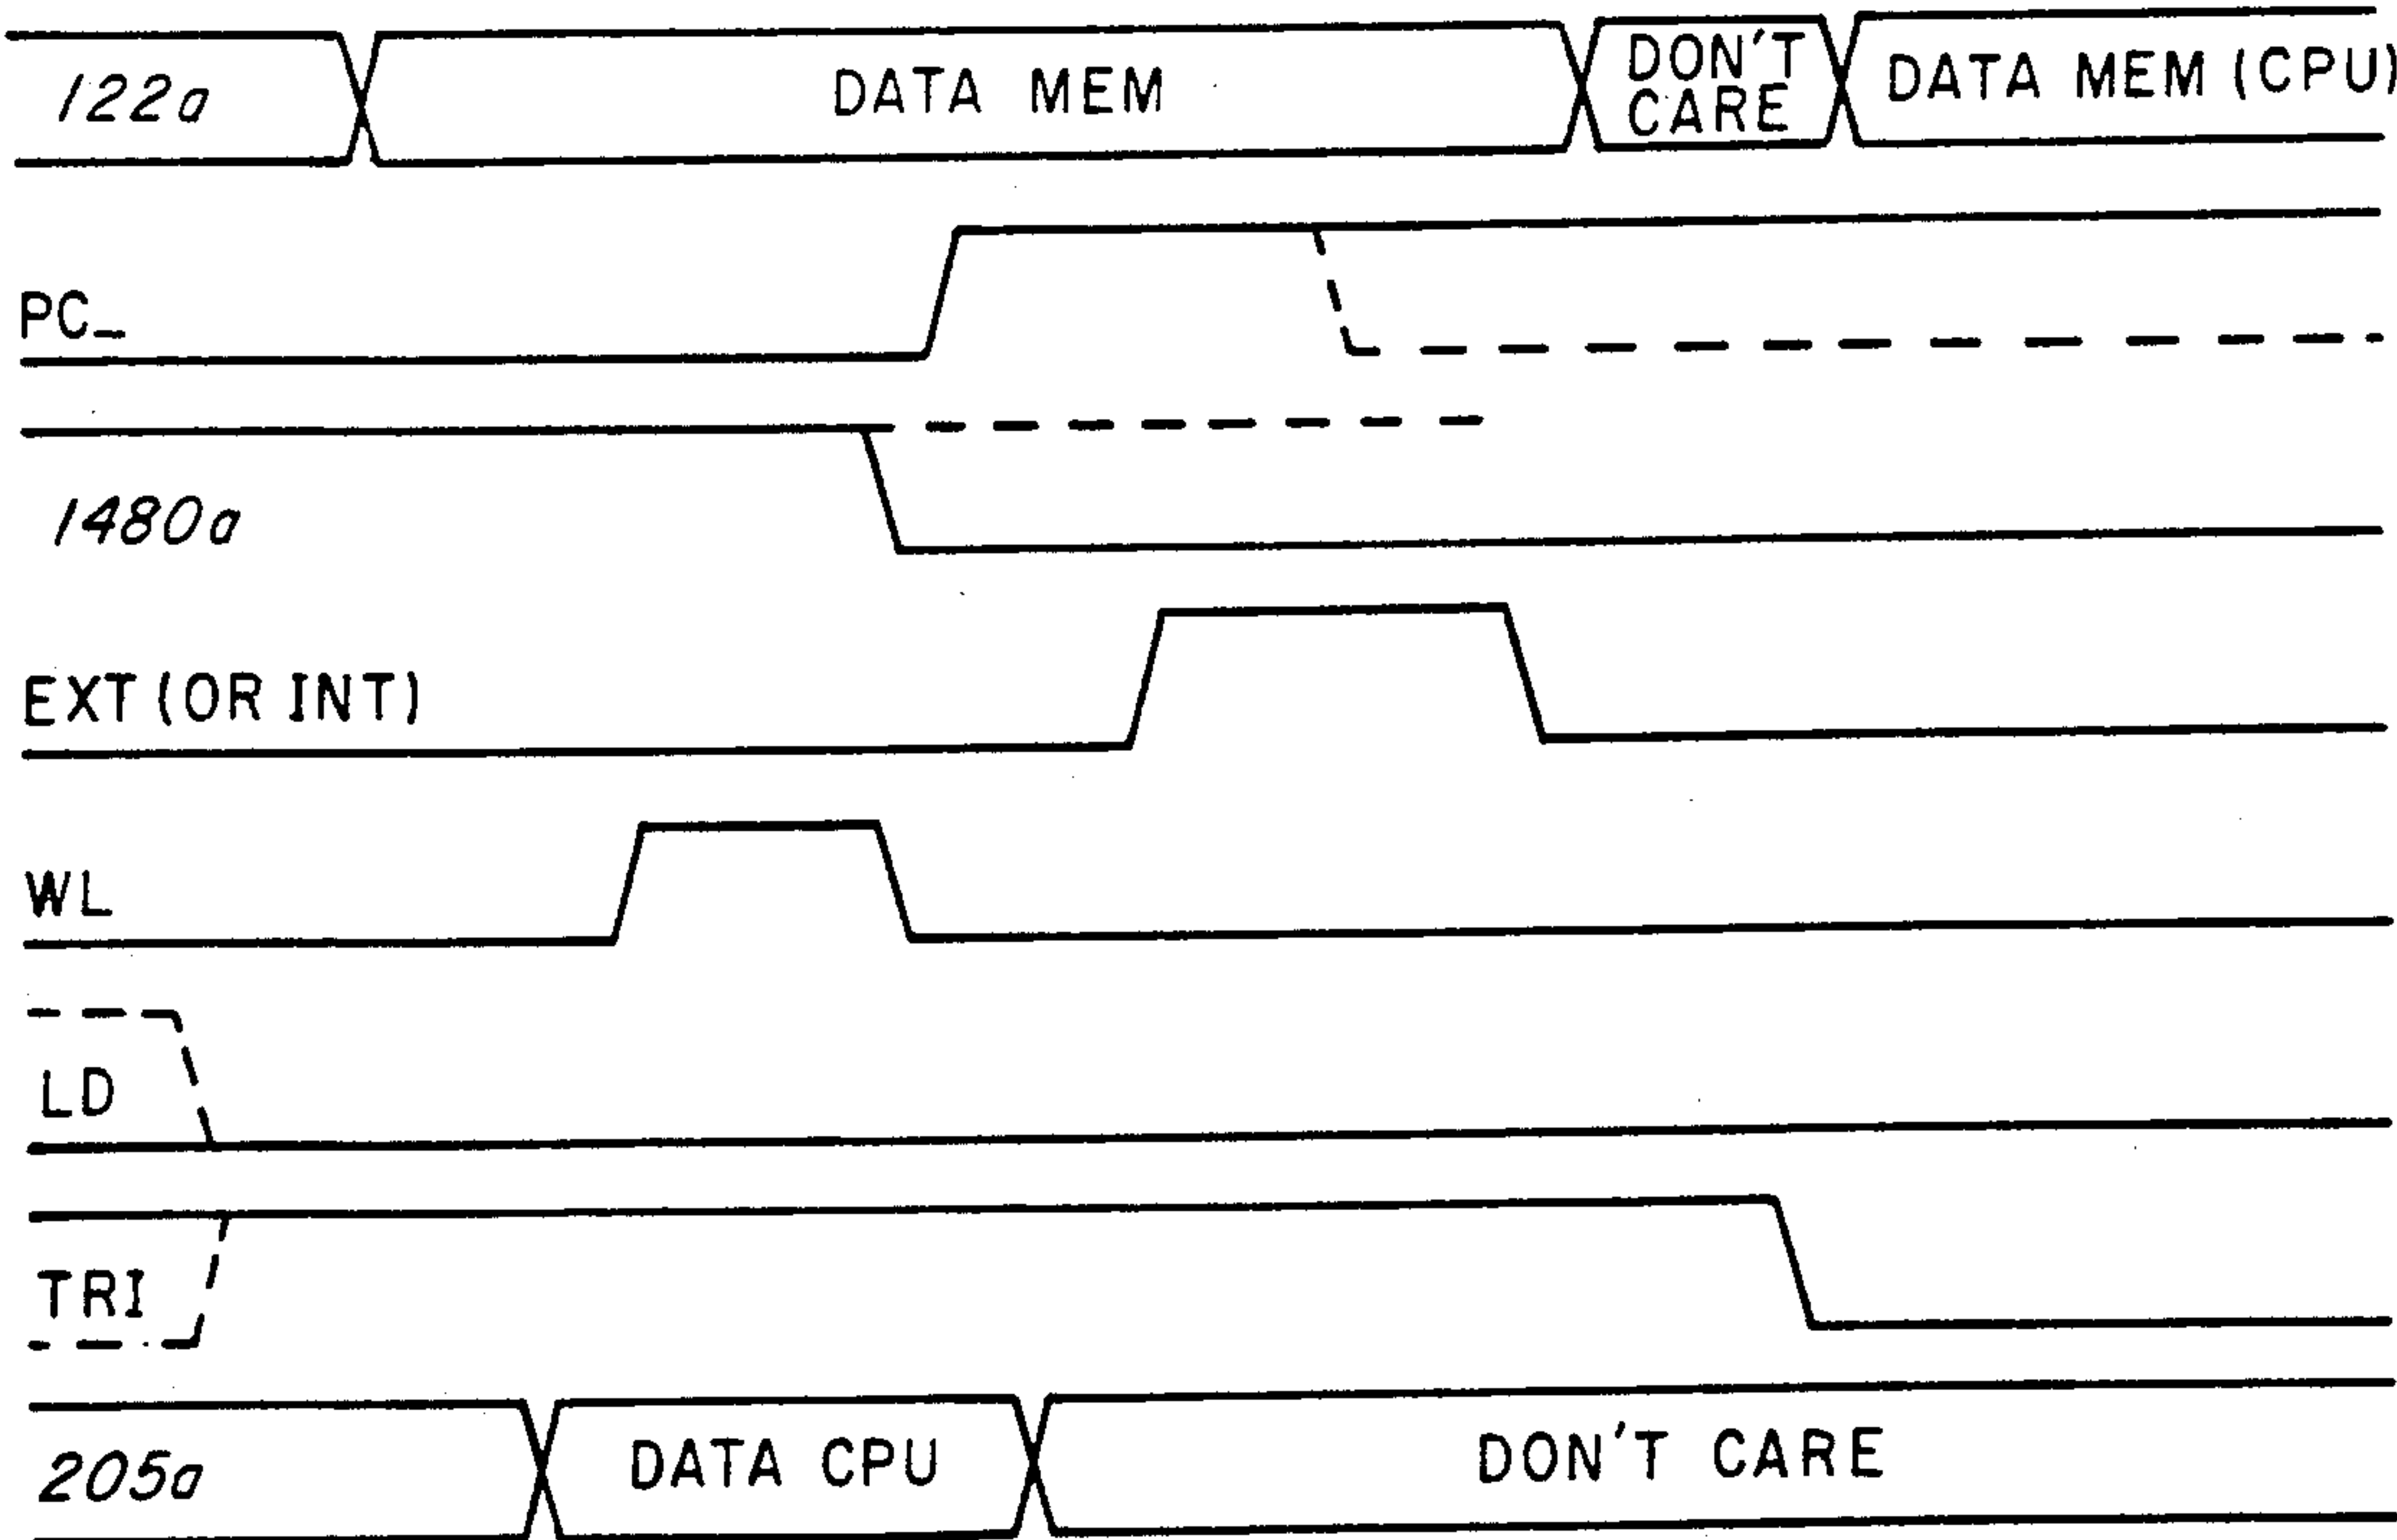 122a
DATA MEM
DON'T
CARE
DATA MEM (CPU)
PC_
1480a
EXT (OR INT)
WL
LD
TRI
205a
DATA CPU
DON'T CARE